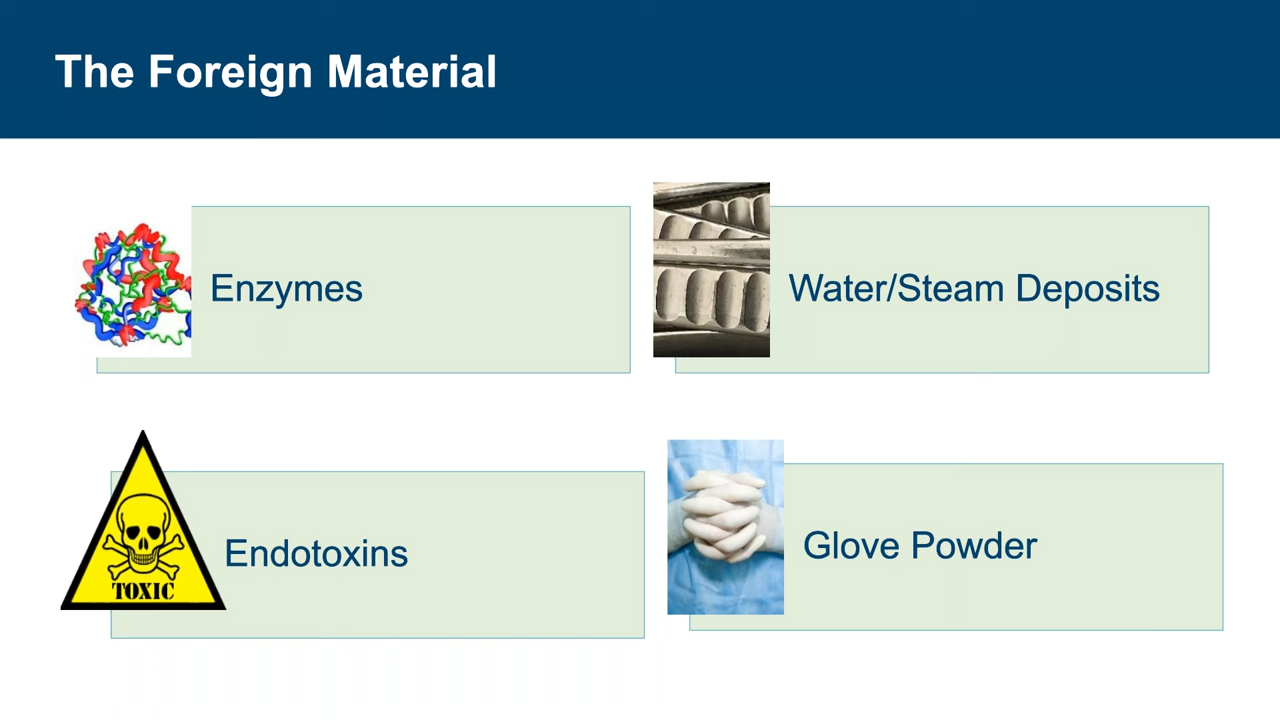 The Foreign Material
Enzymes
Water/Steam Deposits
TOXIC
Endotoxins
Glove Powder